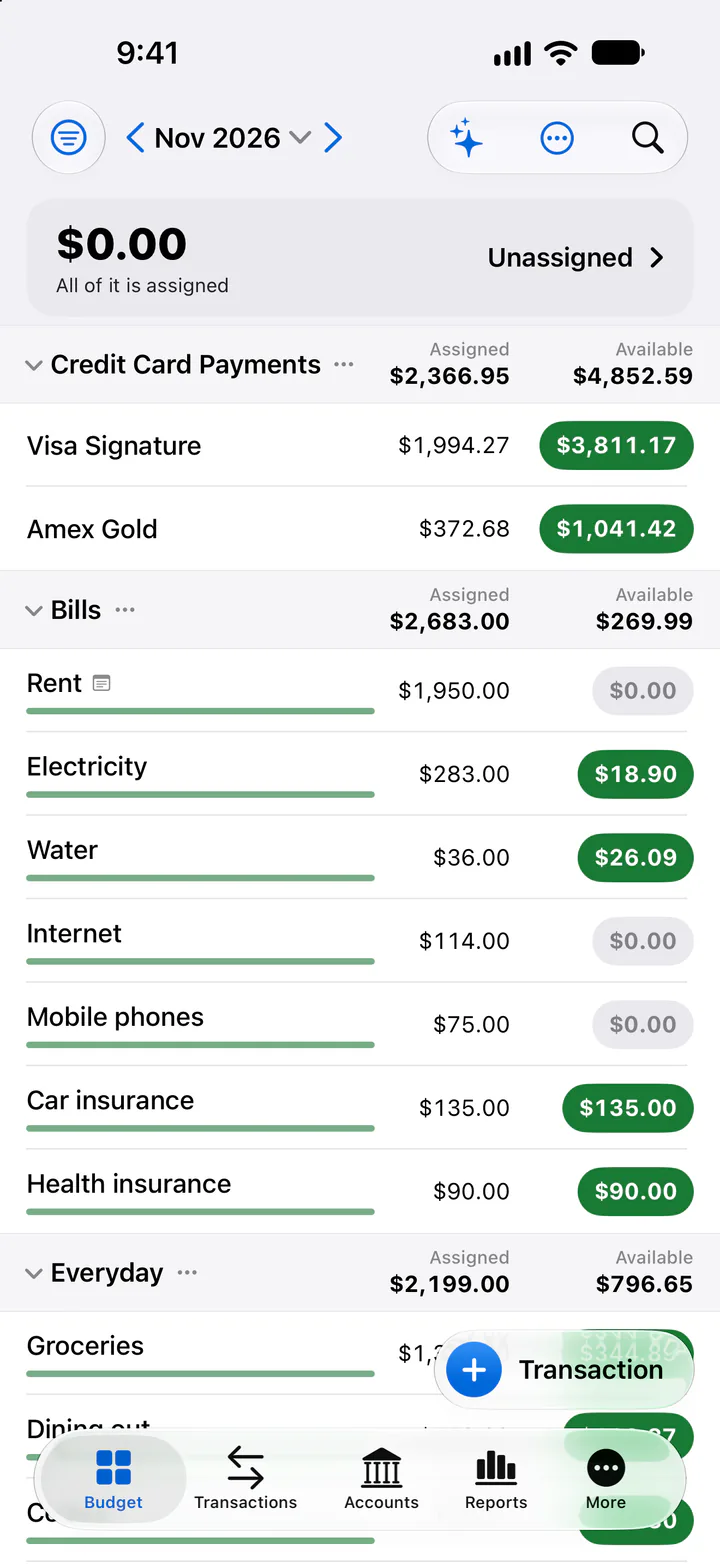 9:41
Nov 2026
$0.00
All of it is assigned
Unassigned
Credit Card Payments
Assigned
$2,366.95
Available
$4,852.59
Visa Signature $1,994.27 $3,811.17
Amex Gold $372.68 $1,041.42
Bills
Assigned
$2,683.00
Available
$269.99
Rent $1,950.00 $0.00
Electricity $283.00 $18.90
Water $36.00 $26.09
Internet $114.00 $0.00
Mobile phones $75.00 $0.00
Car insurance $135.00 $135.00
Health insurance $90.00 $90.00
Everyday
Assigned
$2,199.00
Available
$796.65
Groceries
Transaction
Dining out
Budget
Transactions
Accounts
Reports
More